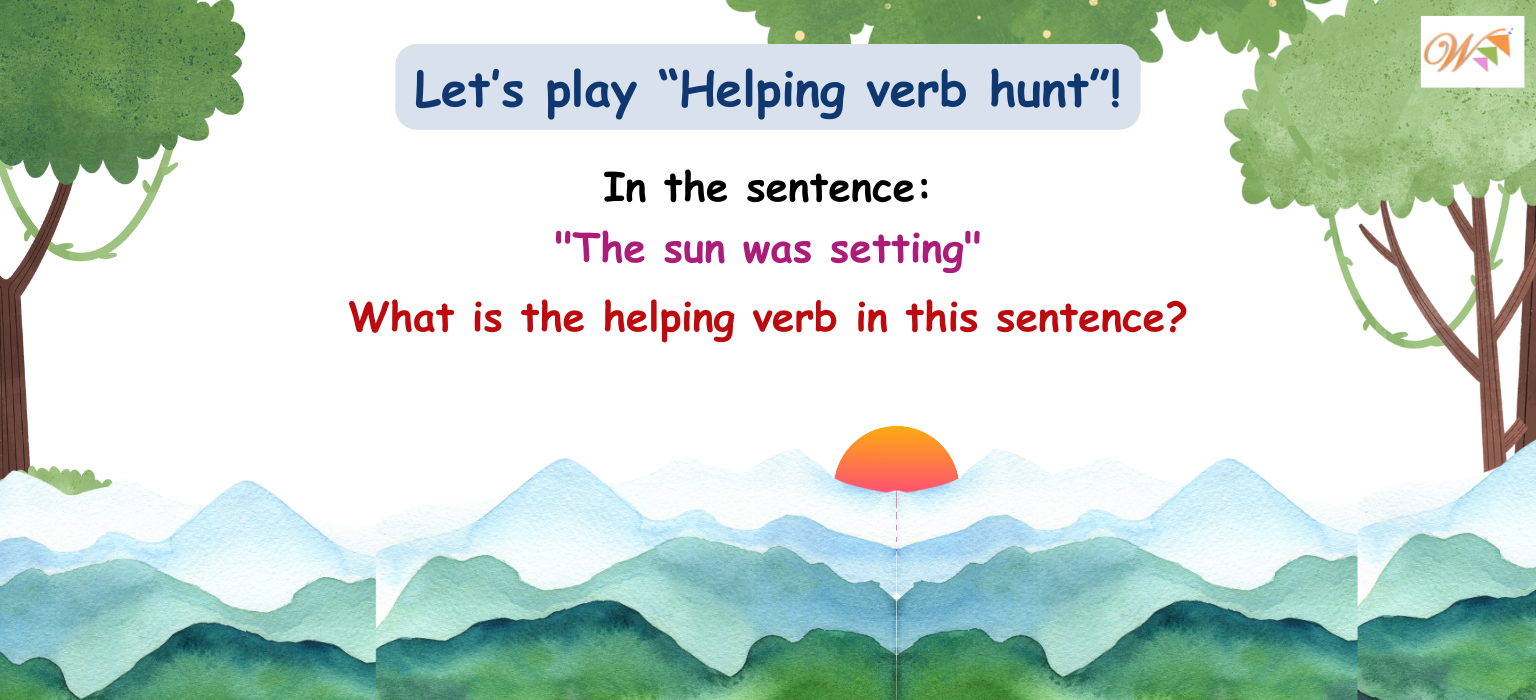 Let's play “Helping verb hunt”!
In the sentence:
"The sun was setting"
What is the helping verb in this sentence?
W